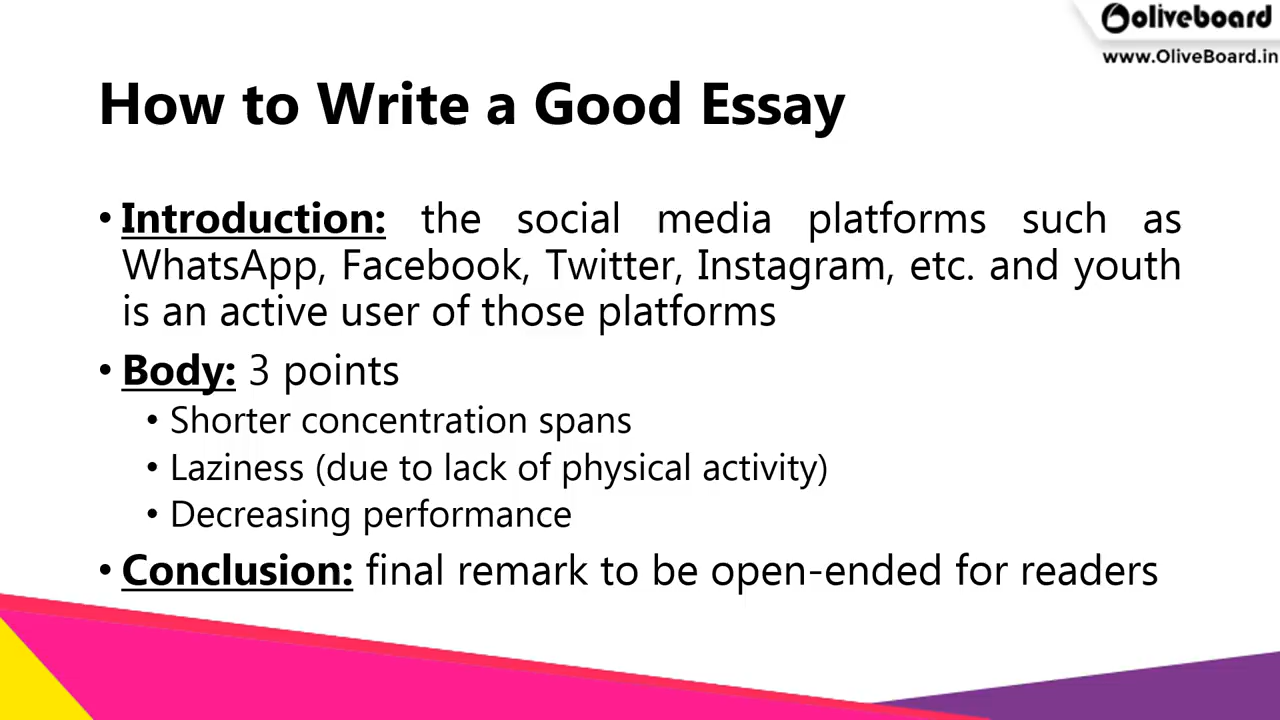 oliveboard
www.OliveBoard.in
How to Write a Good Essay
• Introduction: the social media platforms such as
WhatsApp, Facebook, Twitter, Instagram, etc. and youth
is an active user of those platforms
• Body: 3 points
• Shorter concentration spans
• Laziness (due to lack of physical activity)
• Decreasing performance
• Conclusion: final remark to be open-ended for readers